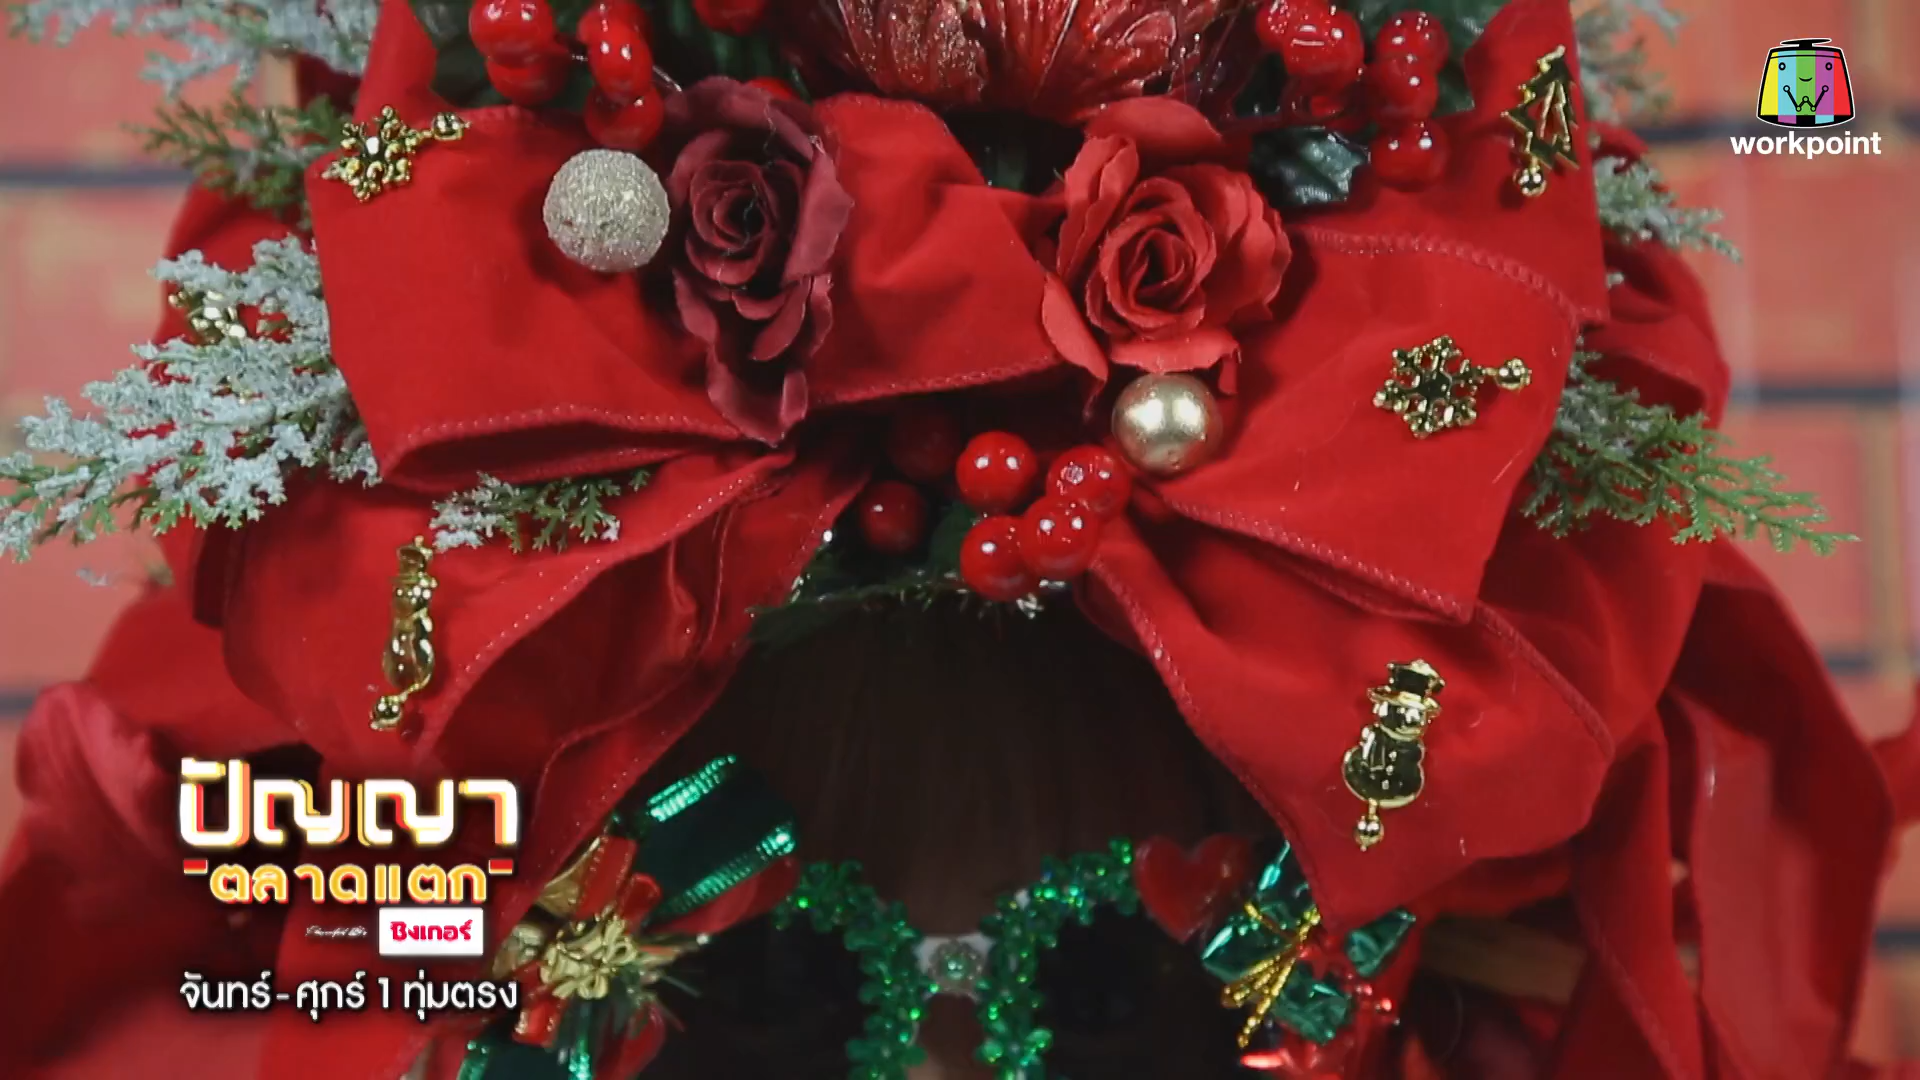 workpoint
ปัญญา
"ตลาดแตก"
ซิงเกอร์
จันทร์ - ศุกร์ 1 ทุ่มตรง